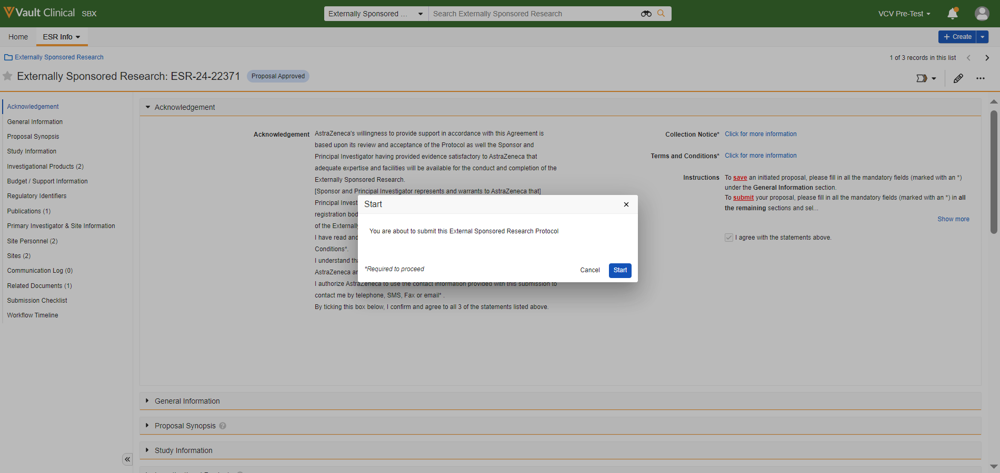 Vault Clinical SBX
Externally Sponsored ...
Search Externally Sponsored Research
VCV Pre-Test
Home
ESR Info
+ Create
Externally Sponsored Research
1 of 3 records in this list
Externally Sponsored Research: ESR-24-22371
Proposal Approved
Acknowledgement
General Information
Proposal Synopsis
Study Information
Investigational Products (2)
Budget / Support Information
Regulatory Identifiers
Publications (1)
Primary Investigator & Site Information
Site Personnel (2)
Sites (2)
Communication Log (0)
Related Documents (1)
Submission Checklist
Workflow Timeline
Acknowledgement
Acknowledgement
AstraZeneca's willingness to provide support in accordance with this Agreement is
based upon its review and acceptance of the Protocol as well the Sponsor and
Principal Investigator having provided evidence satisfactory to AstraZeneca that
adequate expertise and facilities will be available for the conduct and completion of the
Externally Sponsored Research.
[Sponsor and Principal Investigator represents and warrants to AstraZeneca that]
Principal
registration
of the
I have read and
Conditions*.
I understand
AstraZeneca
I authorize AstraZeneca to use the contact information provided with this submission to
contact me by telephone, SMS, Fax or email* .
By ticking this box below, I confirm and agree to all 3 of the statements listed above.
Collection Notice* Click for more information
Terms and Conditions* Click for more information
Instructions
To save an initiated proposal, please fill in all the mandatory fields (marked with an *)
under the General Information section.
To submit your proposal, please fill in all the mandatory fields (marked with an *) in all
the remaining sections and sel...
Show more
I agree with the statements above.
Start
You are about to submit this External Sponsored Research Protocol
*Required to proceed
Cancel
Start
General Information
Proposal Synopsis ?
Study Information